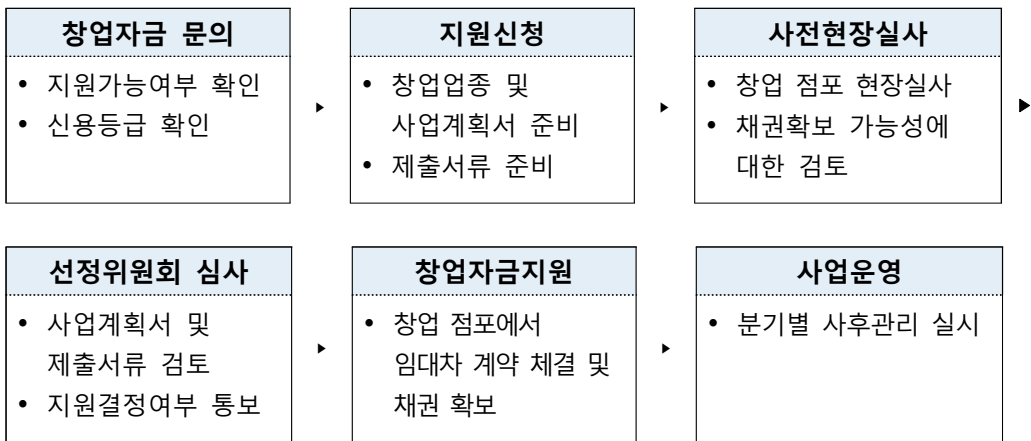 창업자금 문의
• 지원가능여부 확인
• 신용등급 확인
▶
지원신청
• 창업업종 및
사업계획서 준비
• 제출서류 준비
▶
사전현장실사
• 창업 점포 현장실사
• 채권확보 가능성에
대한 검토
▶
선정위원회 심사
• 사업계획서 및
제출서류 검토
• 지원결정여부 통보
▶
창업자금지원
• 창업 점포에서
임대차 계약 체결 및
채권 확보
▶
사업운영
• 분기별 사후관리 실시